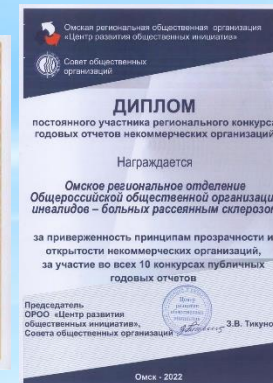 Омская региональная общественная организация
«Центр развития общественных инициатив»
Совет общественных
организаций
ДИПЛОМ
постоянного участника регионального конкурса
годовых отчетов некоммерческих организаций
Награждается
Омское региональное отделение
Общероссийской общественной организации
инвалидов – больных рассеянным склерозом
за приверженность принципам прозрачности и
открытости некоммерческих организаций,
за участие во всех 10 конкурсах публичных
годовых отчетов
Председатель
ОРОО «Центр развития
общественных инициатив»,
Совета общественных организаций
З.В. Тикуно
Омск - 2022